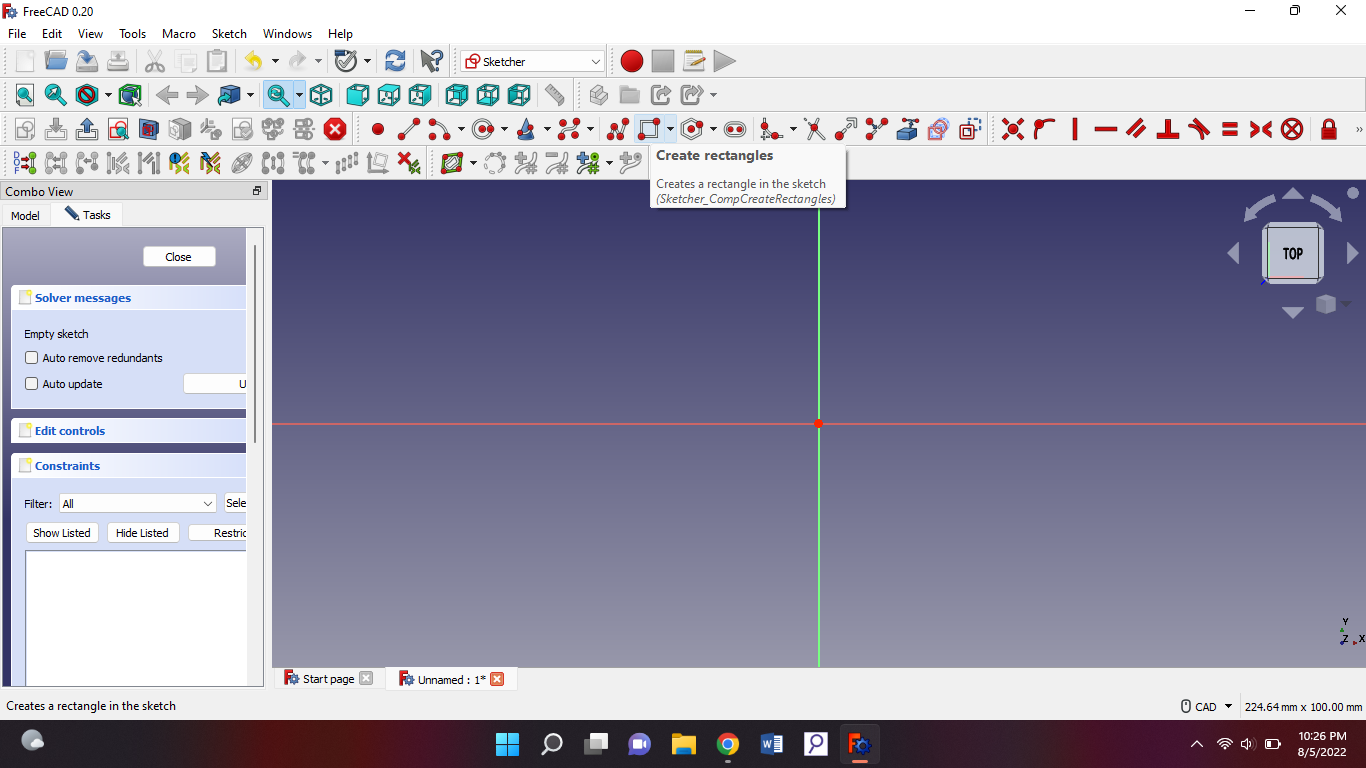 FreeCAD 0.20
File Edit View Tools Macro Sketch Windows Help
Sketcher
Create rectangles
Creates a rectangle in the sketch
(Sketcher_CompCreateRectangles)
Combo View
Model Tasks
Close
Solver messages
Empty sketch
Auto remove redundants
Auto update U
Edit controls
Constraints
Filter: All Sele
Show Listed Hide Listed Restric
TOP
Y
Z X
Start page Unnamed : 1*
Creates a rectangle in the sketch CAD 224.64 mm x 100.00 mm
10:26 PM
8/5/2022